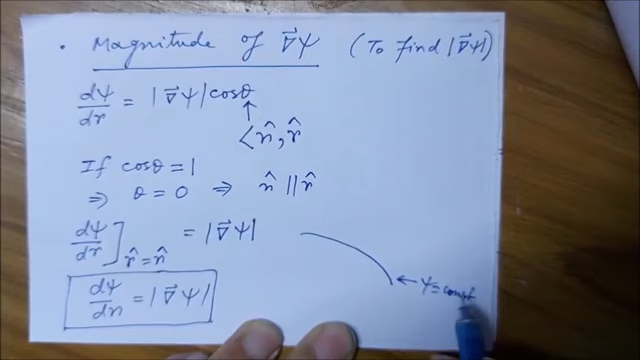 . Magnitude of ∇⃗ψ (To find |∇⃗ψ|)
dψ/dr = |∇⃗ψ|cosθ
↑
<n̂, r̂
If cosθ = 1
⇒ θ = 0 ⇒ n̂ || r̂
dψ/dr]r̂=n̂ = |∇⃗ψ|
← ψ = const
dψ/dn = |∇⃗ψ|